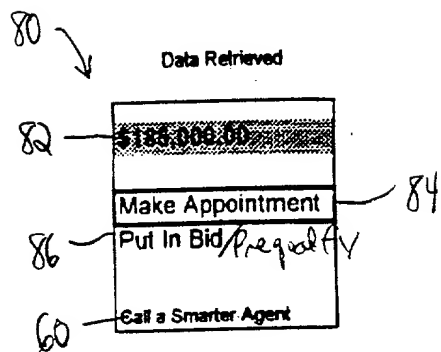 80
Data Retrieved
82 $185,000.00
Make Appointment 84
86 Put In Bid/Prequalify
60 Call a Smarter Agent